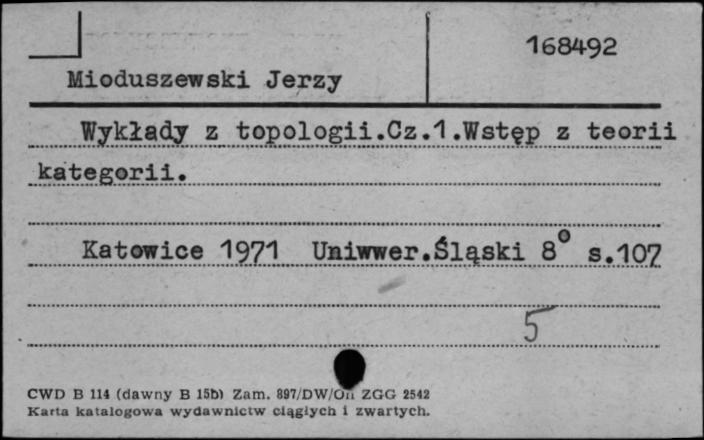 168492
Mioduszewski Jerzy
Wykłady z topologii.Cz.1.Wstęp z teorii
kategorii.
Katowice 1971 Uniwwer.Śląski 8° s.107
5
CWD B 114 (dawny B 15b) Zam. 897/DW/On ZGG 2542
Karta katalogowa wydawnictw ciągłych i zwartych.